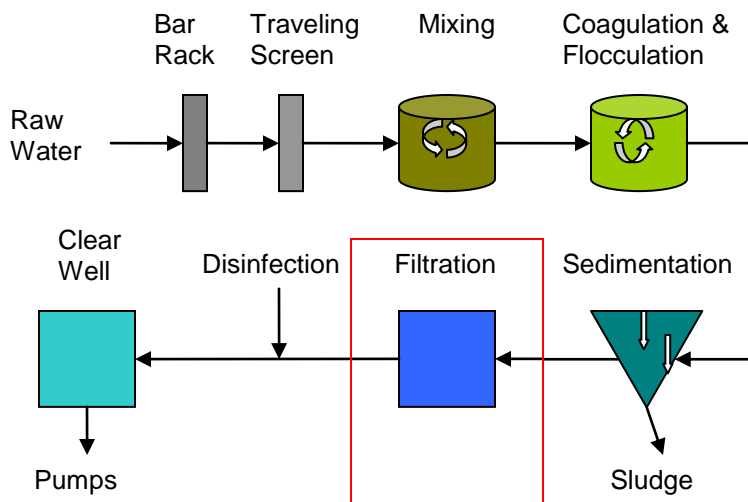 Bar
Rack
Traveling
Screen
Mixing
Coagulation &
Flocculation
Raw
Water
Clear
Well
Disinfection
Filtration
Sedimentation
Pumps
Sludge